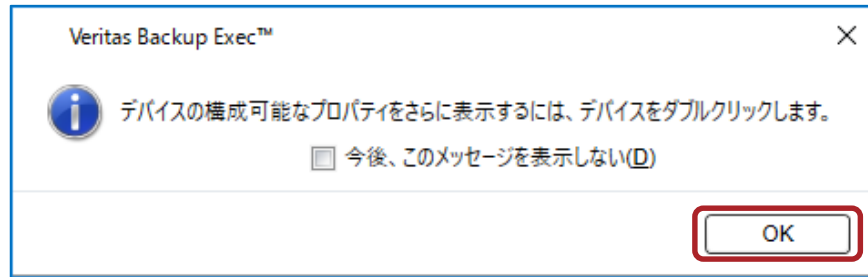 Veritas Backup Exec™
デバイスの構成可能なプロパティをさらに表示するには、デバイスをダブルクリックします。
今後、このメッセージを表示しない(D)
OK